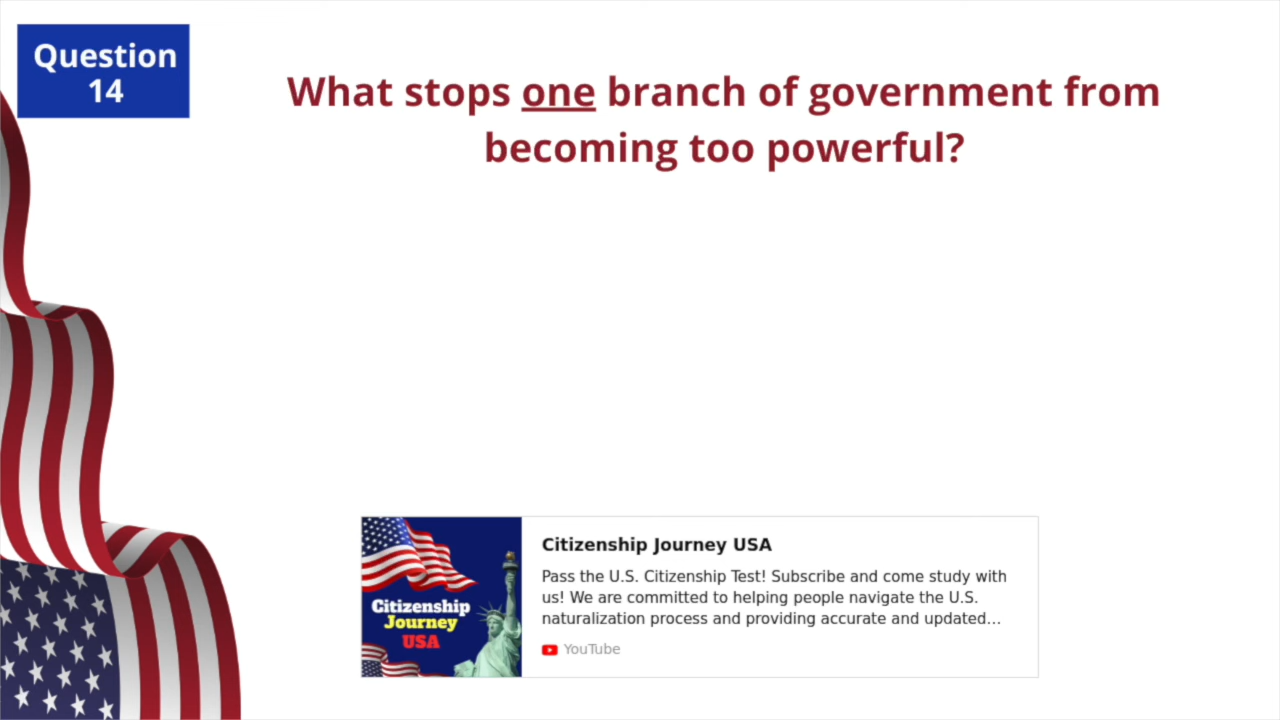 Question
14
What stops one branch of government from
becoming too powerful?
Citizenship
Journey
USA
Citizenship Journey USA
Pass the U.S. Citizenship Test! Subscribe and come study with
us! We are committed to helping people navigate the U.S.
naturalization process and providing accurate and updated...
YouTube